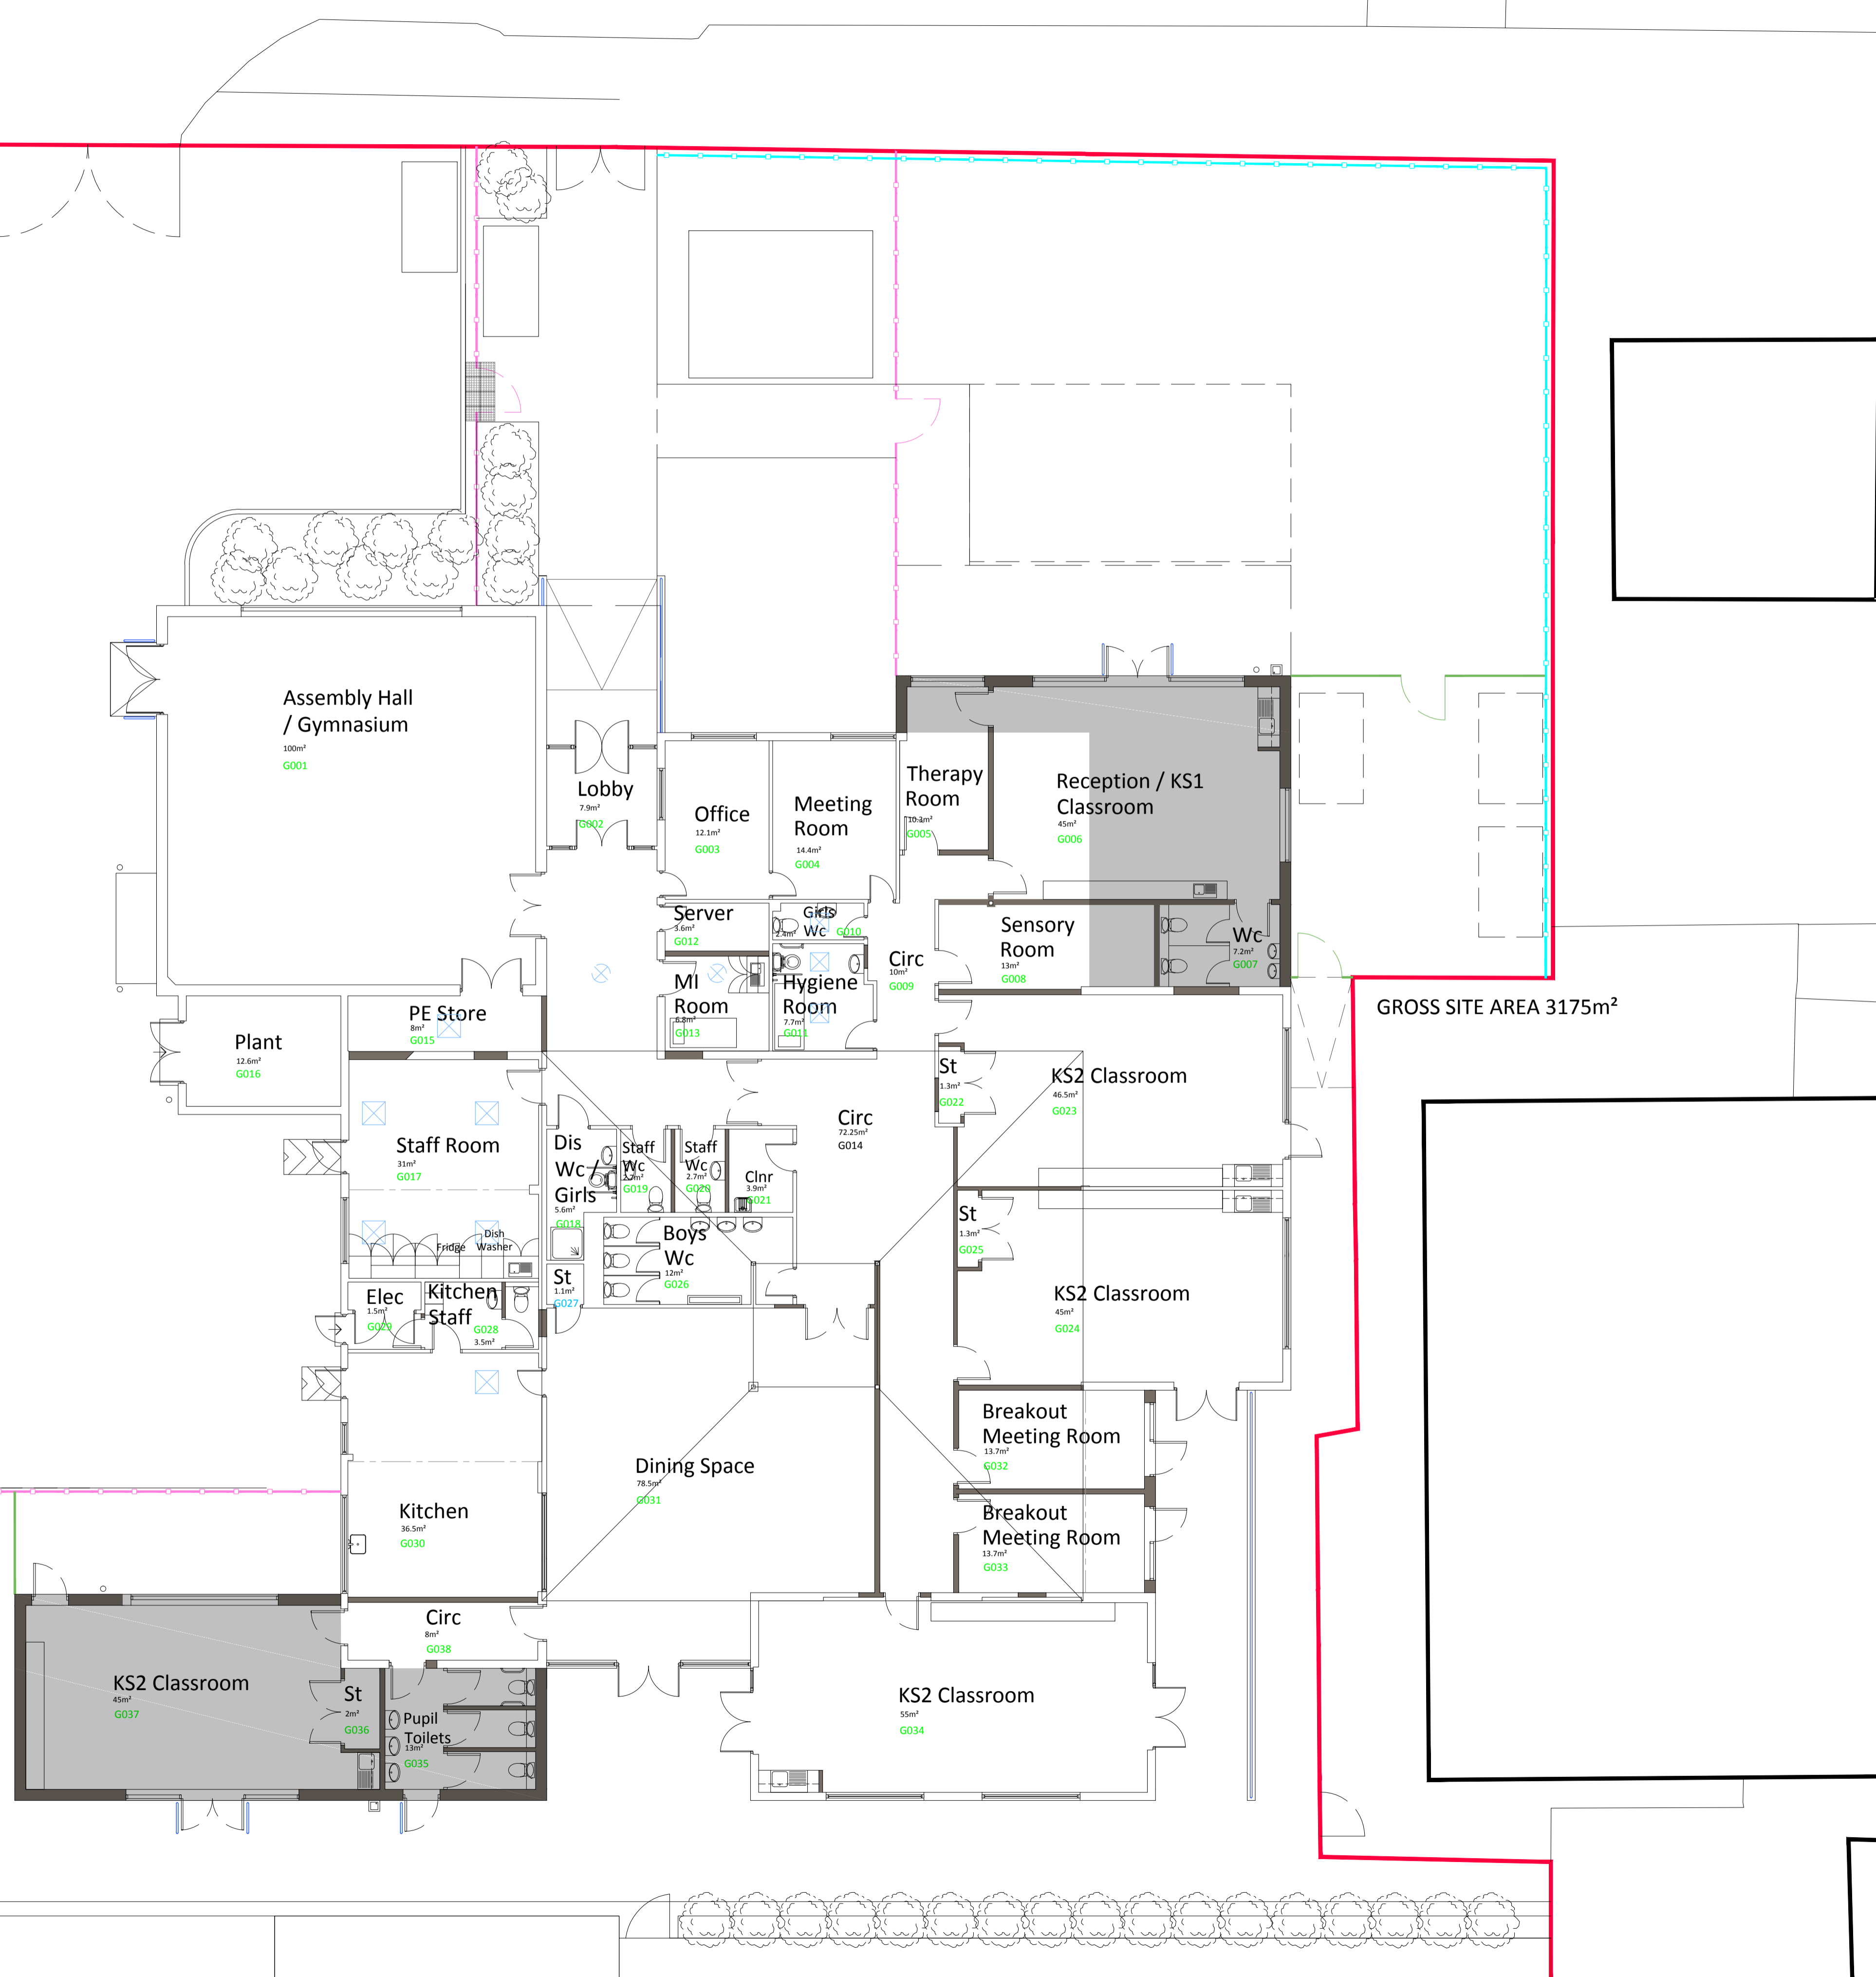 Assembly Hall
/ Gymnasium
100m²
G001
Lobby
7.9m²
G002
Office
12.1m²
G003
Meeting
Room
14.4m²
G004
Therapy
Room
10.3m²
G005
Reception / KS1
Classroom
45m²
G006
Server
3.6m²
G012
Girls
Wc
2.4m²
G010
Circ
10m²
G009
Sensory
Room
13m²
G008
Wc
7.2m²
G007
MI
Room
6.8m²
G013
Hygiene
Room
7.7m²
G011
GROSS SITE AREA 3175m²
PE Store
8m²
G015
Plant
12.6m²
G016
St
1.3m²
G022
KS2 Classroom
46.5m²
G023
Circ
72.25m²
G014
Staff Room
31m²
G017
Dis
Wc /
Girls
5.6m²
G018
Staff
Wc
2.7m²
G019
Staff
Wc
2.7m²
G020
Clnr
3.9m²
G021
Fridge
Dish
Washer
Boys
Wc
12m²
G026
St
1.3m²
G025
KS2 Classroom
45m²
G024
St
1.1m²
G027
Elec
1.5m²
G029
Kitchen
Staff
G028
3.5m²
Breakout
Meeting Room
13.7m²
G032
Dining Space
78.5m²
G031
Kitchen
36.5m²
G030
Breakout
Meeting Room
13.7m²
G033
Circ
8m²
G038
KS2 Classroom
45m²
G037
St
2m²
G036
Pupil
Toilets
13m²
G035
KS2 Classroom
55m²
G034